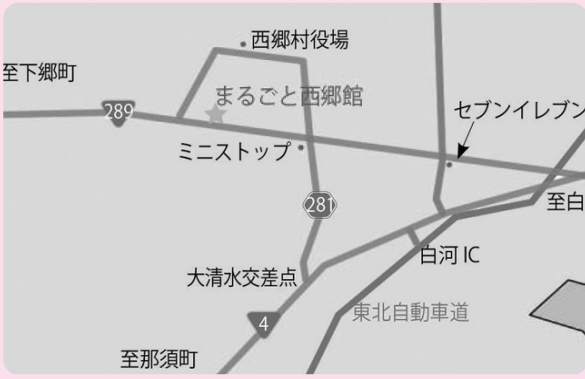 西郷村役場
至下郷町
まるごと西郷館
289
セブンイレブン
ミニストップ
281
至白
白河 IC
大清水交差点
東北自動車道
4
至那須町